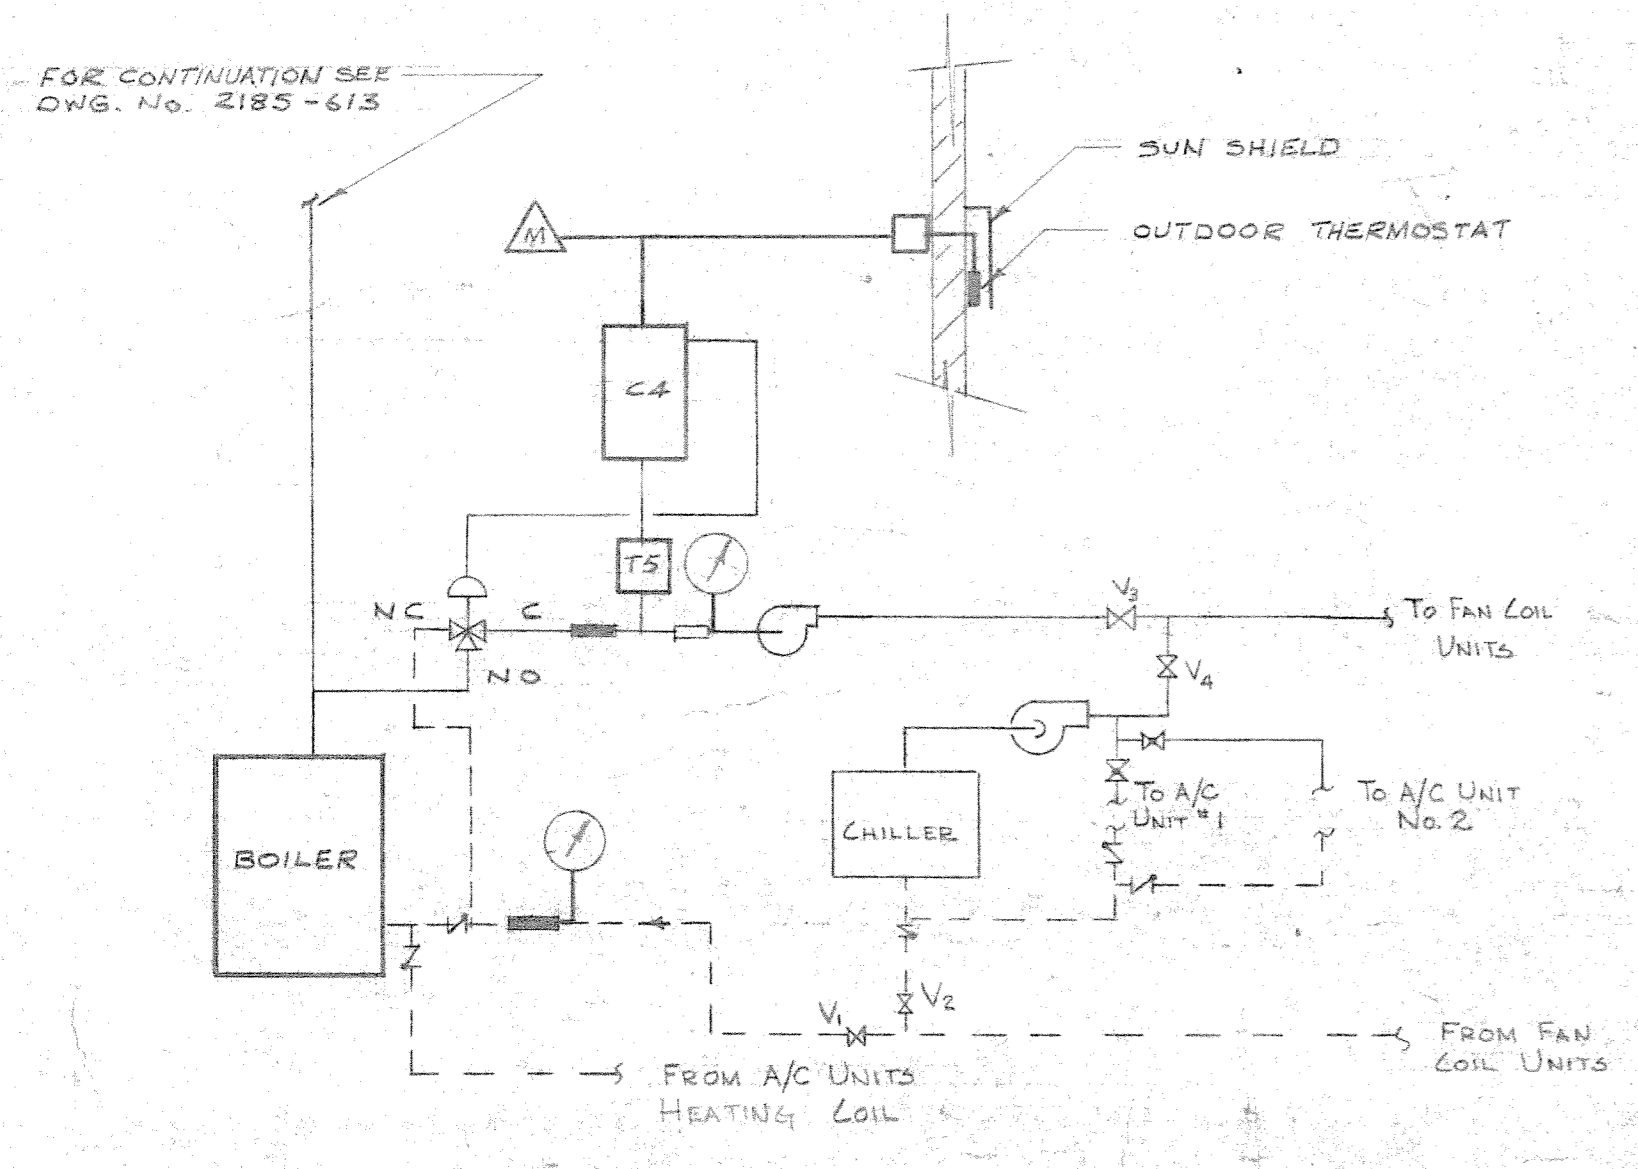 FOR CONTINUATION SEE
DWG. No. 2185-613
SUN SHIELD
OUTDOOR THERMOSTAT
M
C4
T5
NC
C
NO
V3
TO FAN COIL
UNITS
V4
BOILER
CHILLER
TO A/C
UNIT #1
TO A/C UNIT
No. 2
V2
V1
FROM FAN
COIL UNITS
FROM A/C UNITS
HEATING COIL